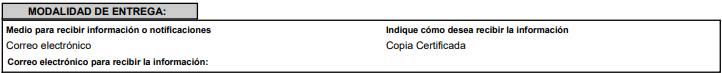 MODALIDAD DE ENTREGA:
Medio para recibir información o notificaciones
Indique cómo desea recibir la información
Correo electrónico
Copia Certificada
Correo electrónico para recibir la información: